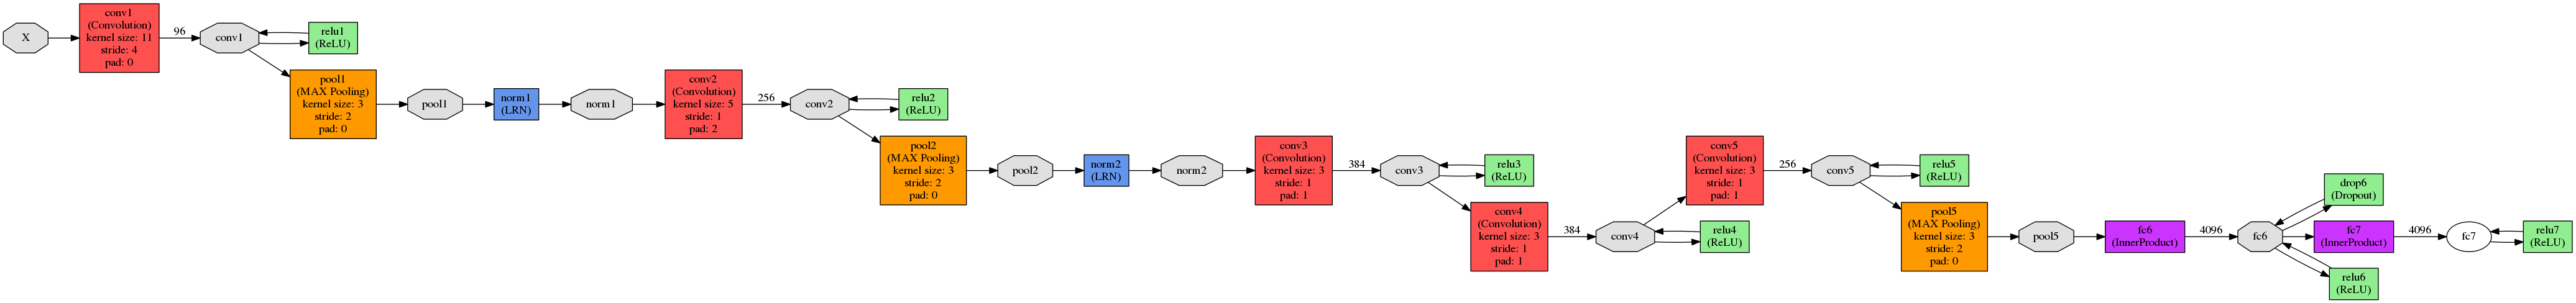 X
conv1
(Convolution)
kernel size: 11
stride: 4
pad: 0
96
conv1
relu1
(ReLU)
pool1
(MAX Pooling)
kernel size: 3
stride: 2
pad: 0
pool1
norm1
(LRN)
norm1
conv2
(Convolution)
kernel size: 5
stride: 1
pad: 2
256
conv2
relu2
(ReLU)
pool2
(MAX Pooling)
kernel size: 3
stride: 2
pad: 0
pool2
norm2
(LRN)
norm2
conv3
(Convolution)
kernel size: 3
stride: 1
pad: 1
384
conv3
relu3
(ReLU)
conv4
(Convolution)
kernel size: 3
stride: 1
pad: 1
384
conv4
relu4
(ReLU)
conv5
(Convolution)
kernel size: 3
stride: 1
pad: 1
256
conv5
relu5
(ReLU)
pool5
(MAX Pooling)
kernel size: 3
stride: 2
pad: 0
pool5
fc6
(InnerProduct)
4096
fc6
drop6
(Dropout)
relu6
(ReLU)
fc7
(InnerProduct)
4096
fc7
relu7
(ReLU)